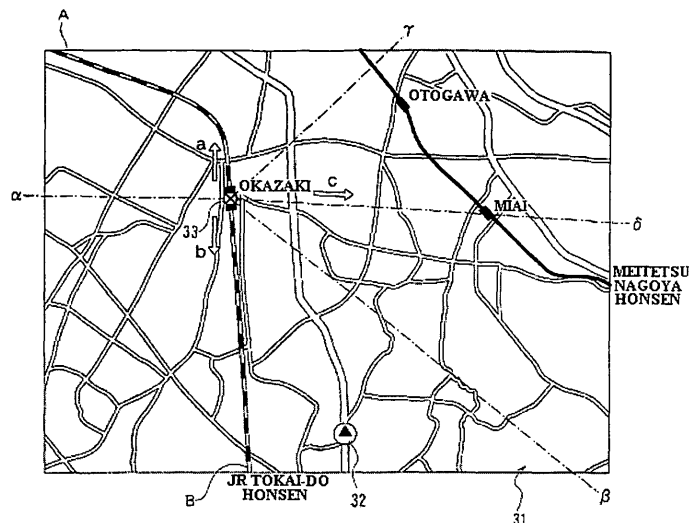 A
γ
OTOGAWA
a
OKAZAKI
c
α
MIAI
δ
33
b
MEITETSU
NAGOYA
HONSEN
B
JR TOKAI-DO
HONSEN
32
31
β